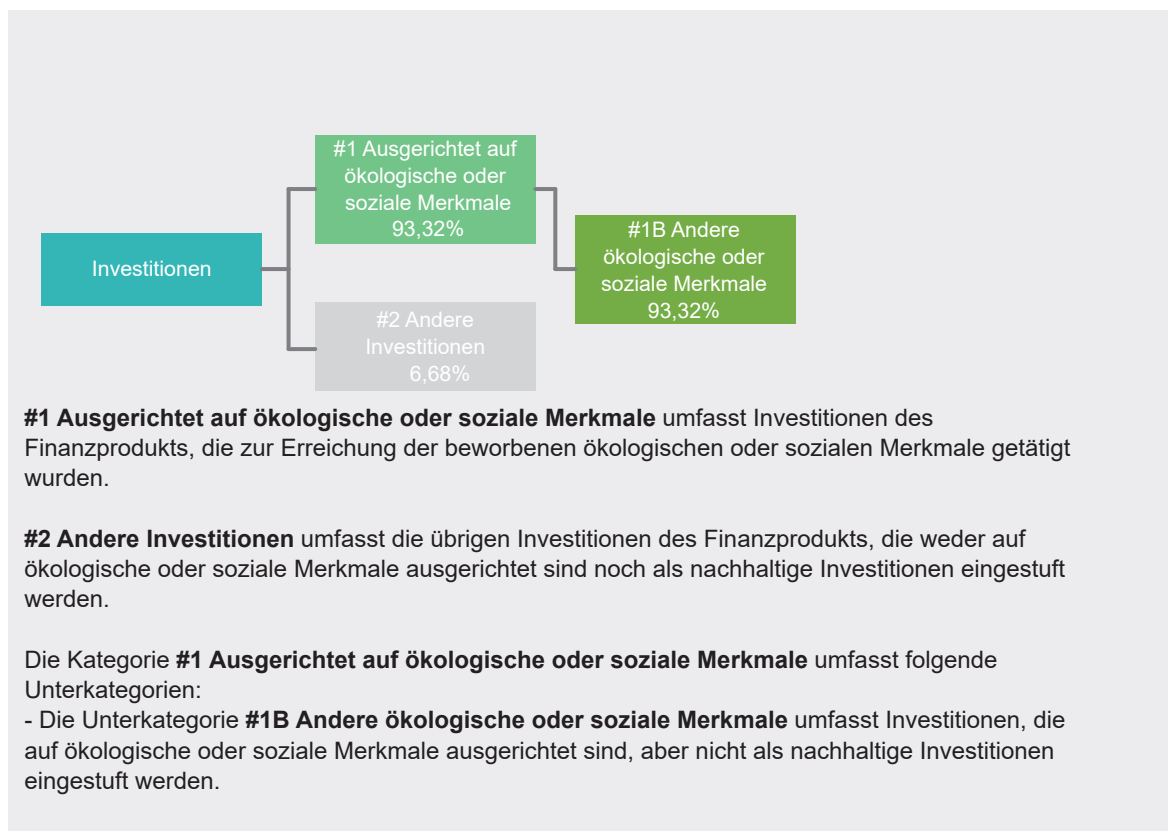 #1 Ausgerichtet auf
ökologische oder
soziale Merkmale
93,32%
Investitionen
#1B Andere
ökologische oder
soziale Merkmale
93,32%
#2 Andere
Investitionen
6,68%
#1 Ausgerichtet auf ökologische oder soziale Merkmale umfasst Investitionen des
Finanzprodukts, die zur Erreichung der beworbenen ökologischen oder sozialen Merkmale getätigt
wurden.
#2 Andere Investitionen umfasst die übrigen Investitionen des Finanzprodukts, die weder auf
ökologische oder soziale Merkmale ausgerichtet sind noch als nachhaltige Investitionen eingestuft
werden.
Die Kategorie #1 Ausgerichtet auf ökologische oder soziale Merkmale umfasst folgende
Unterkategorien:
- Die Unterkategorie #1B Andere ökologische oder soziale Merkmale umfasst Investitionen, die
auf ökologische oder soziale Merkmale ausgerichtet sind, aber nicht als nachhaltige Investitionen
eingestuft werden.